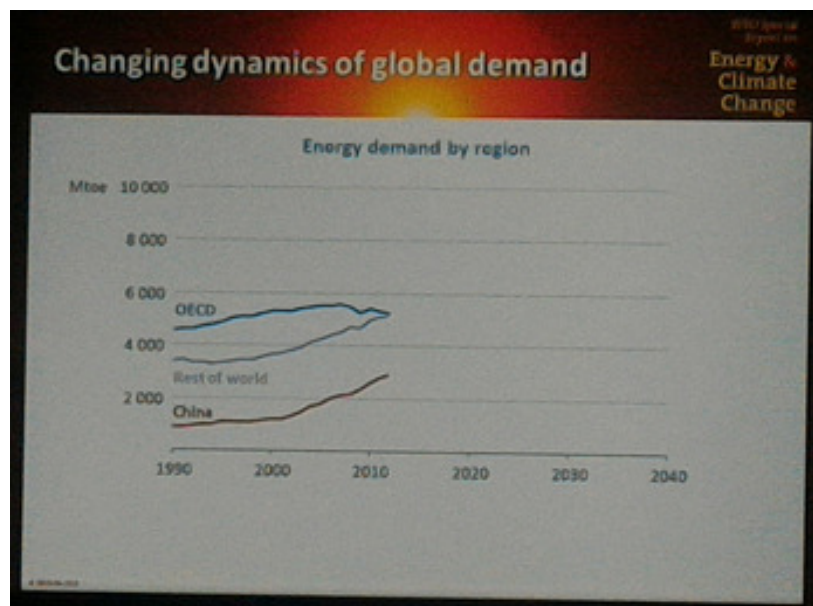 Changing dynamics of global demand
Energy &
Climate
Change
Energy demand by region
Mtoe 10 000
8 000
6 000
OECD
4 000
Rest of world
2 000
China
1990 2000 2010 2020 2030 2040